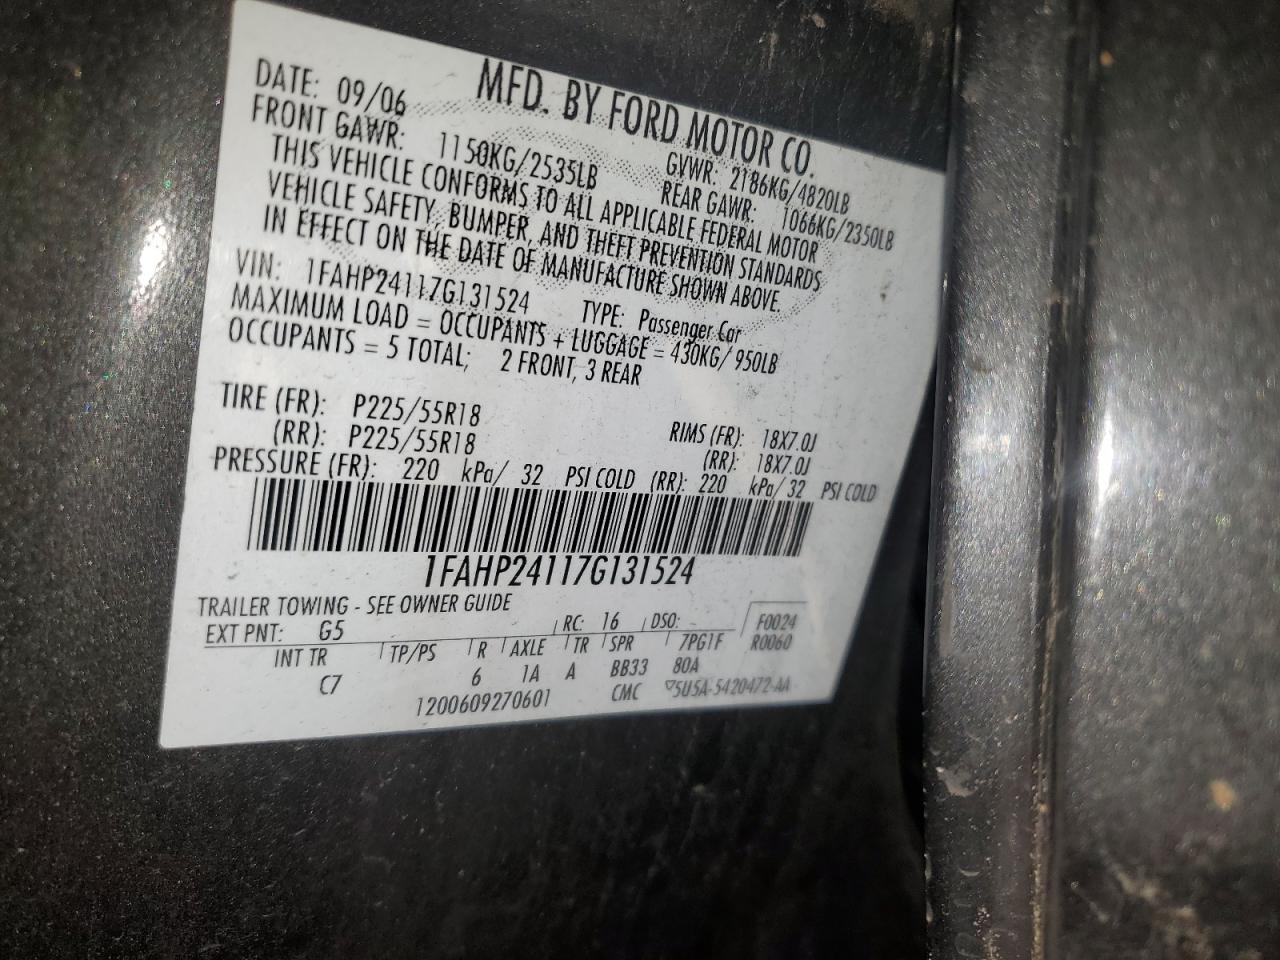 MFD. BY FORD MOTOR CO.
DATE: 09/06 GVWR: 2186KG/4820LB
FRONT GAWR: 1150KG/2535LB REAR GAWR: 1066KG/2350LB
THIS VEHICLE CONFORMS TO ALL APPLICABLE FEDERAL MOTOR
VEHICLE SAFETY, BUMPER, AND THEFT PREVENTION STANDARDS
IN EFFECT ON THE DATE OF MANUFACTURE SHOWN ABOVE.
VIN: 1FAHP24117G131524 TYPE: Passenger Car
MAXIMUM LOAD = OCCUPANTS + LUGGAGE = 430KG/ 950LB
OCCUPANTS = 5 TOTAL; 2 FRONT, 3 REAR
TIRE (FR): P225/55R18 RIMS (FR): 18X7.0J
(RR): P225/55R18 (RR): 18X7.0J
PRESSURE (FR): 220 kPa/ 32 PSI COLD (RR): 220 kPa/ 32 PSI COLD
1FAHP24117G131524
TRAILER TOWING - SEE OWNER GUIDE
EXT PNT: G5 RC: 16 DSO: F0024
INT TR TP/PS R AXLE TR SPR 7PG1F R0060
C7 6 1A A BB33 80A
1200609270601 CMC ▽5U5A-5420472-AA